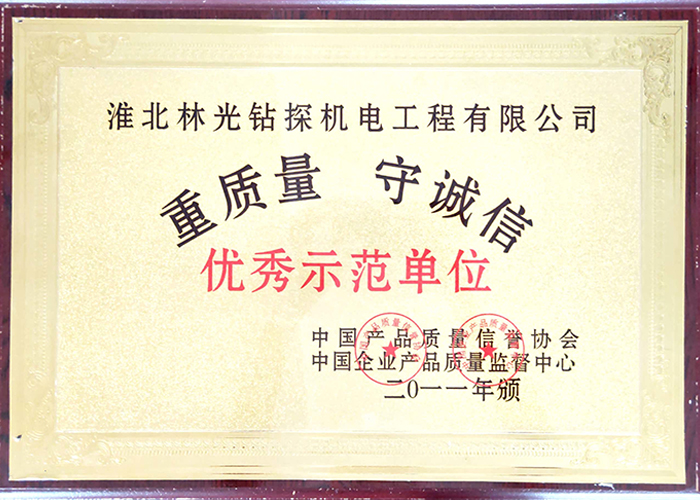 淮北林光钻探机电工程有限公司
重质量 守诚信
优秀示范单位
中国产品质量信誉协会
中国企业产品质量监督中心
二0一一年颁